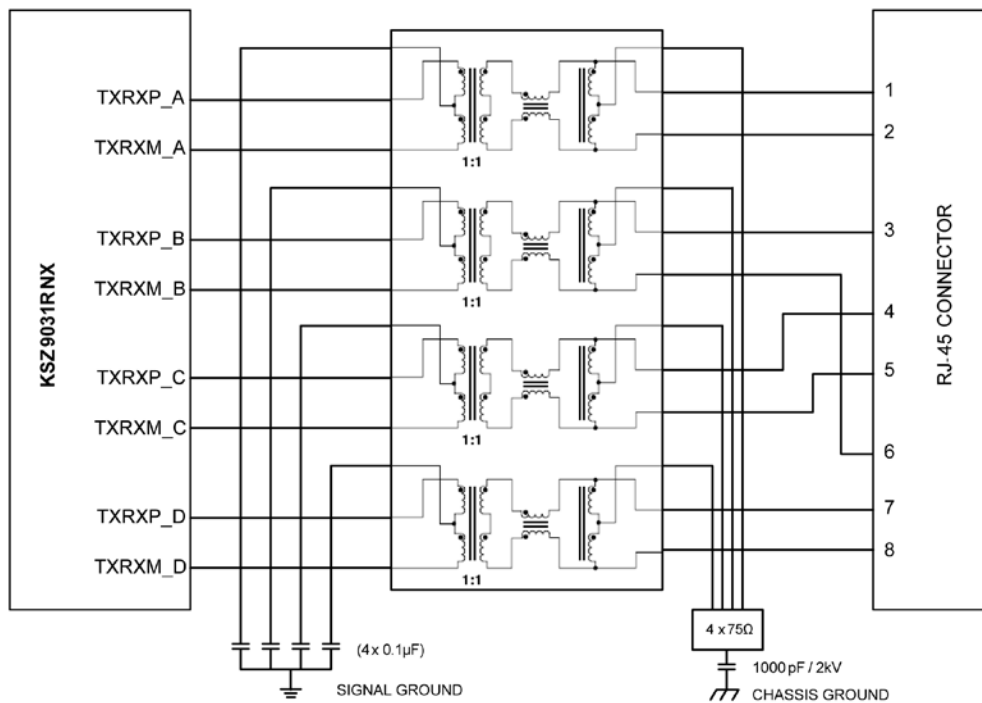 KSZ9031RNX
TXRXP_A
TXRXM_A
TXRXP_B
TXRXM_B
TXRXP_C
TXRXM_C
TXRXP_D
TXRXM_D
1:1
1:1
1:1
1:1
1
2
3
4
5
6
7
8
RJ-45 CONNECTOR
(4 x 0.1µF)
SIGNAL GROUND
4 x 75Ω
1000 pF / 2kV
CHASSIS GROUND